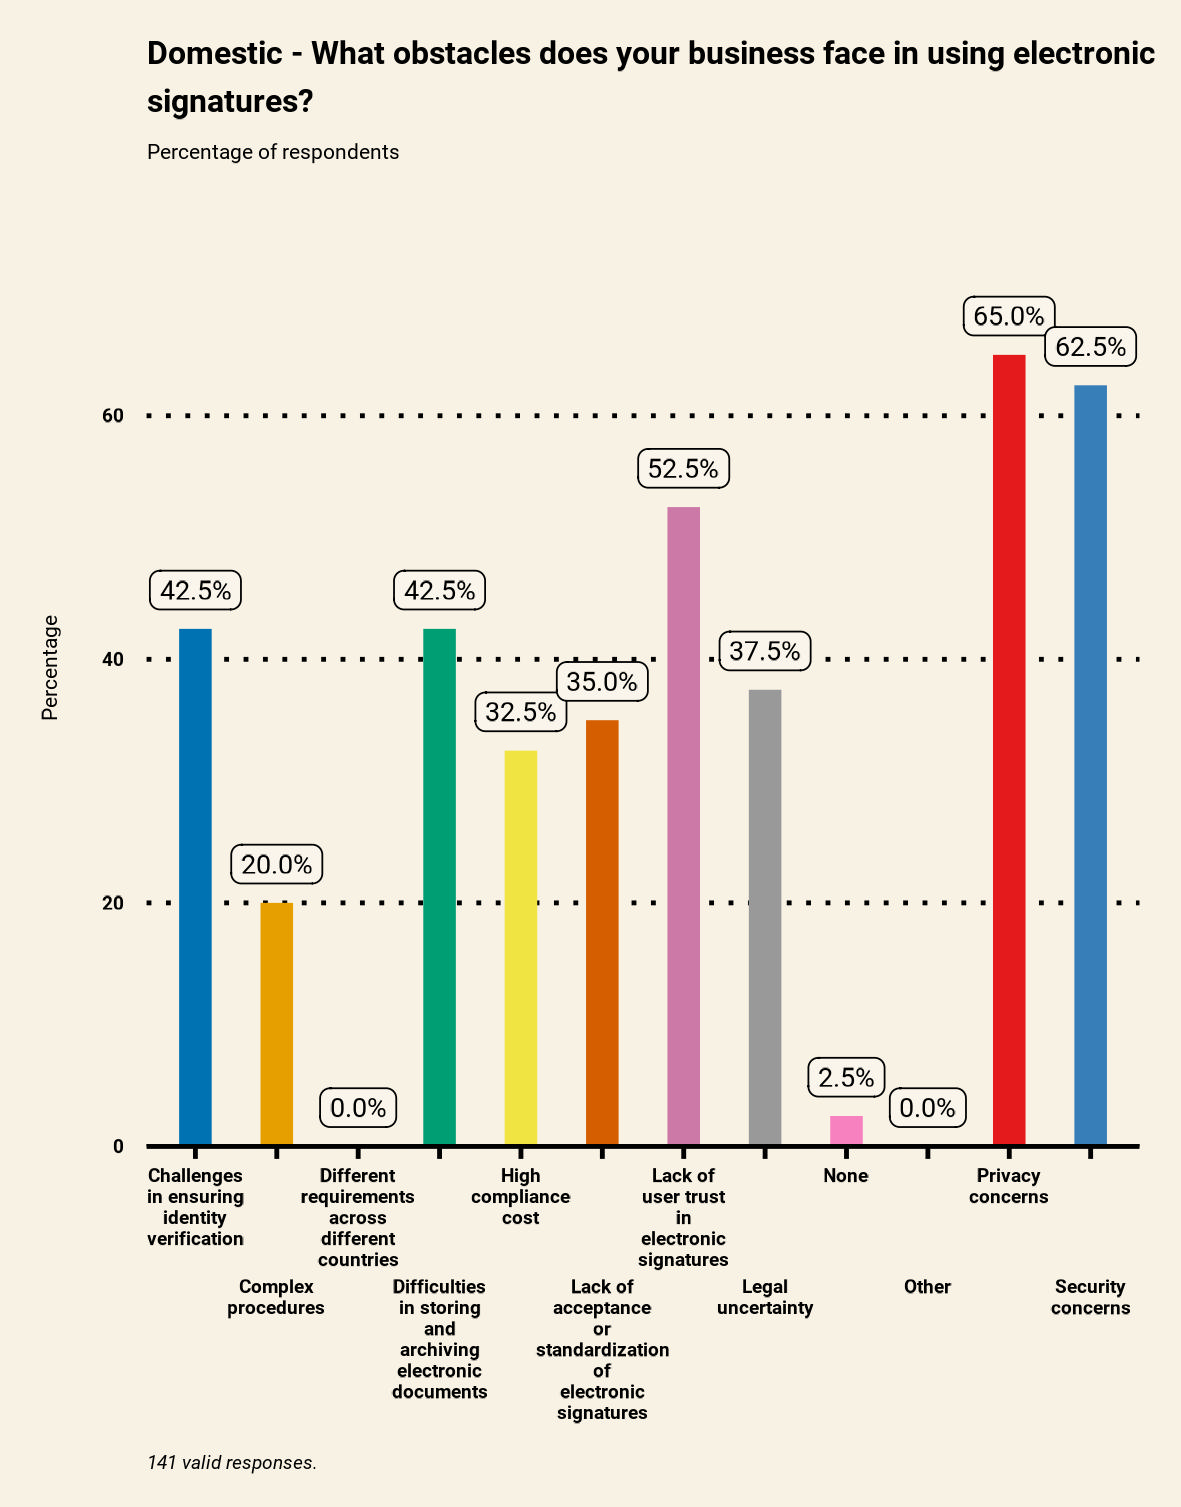 Domestic - What obstacles does your business face in using electronic
signatures?
Percentage of respondents
65.0%
62.5%
60
52.5%
42.5%
42.5%
Percentage
37.5%
40
35.0%
32.5%
20.0%
20
2.5%
0.0%
0.0%
0
Challenges
in ensuring
identity
verification
Complex
procedures
Different
requirements
across
different
countries
Difficulties
in storing
and
archiving
electronic
documents
High
compliance
cost
Lack of
acceptance
or
standardization
of
electronic
signatures
Lack of
user trust
in
electronic
signatures
Legal
uncertainty
None
Other
Privacy
concerns
Security
concerns
141 valid responses.